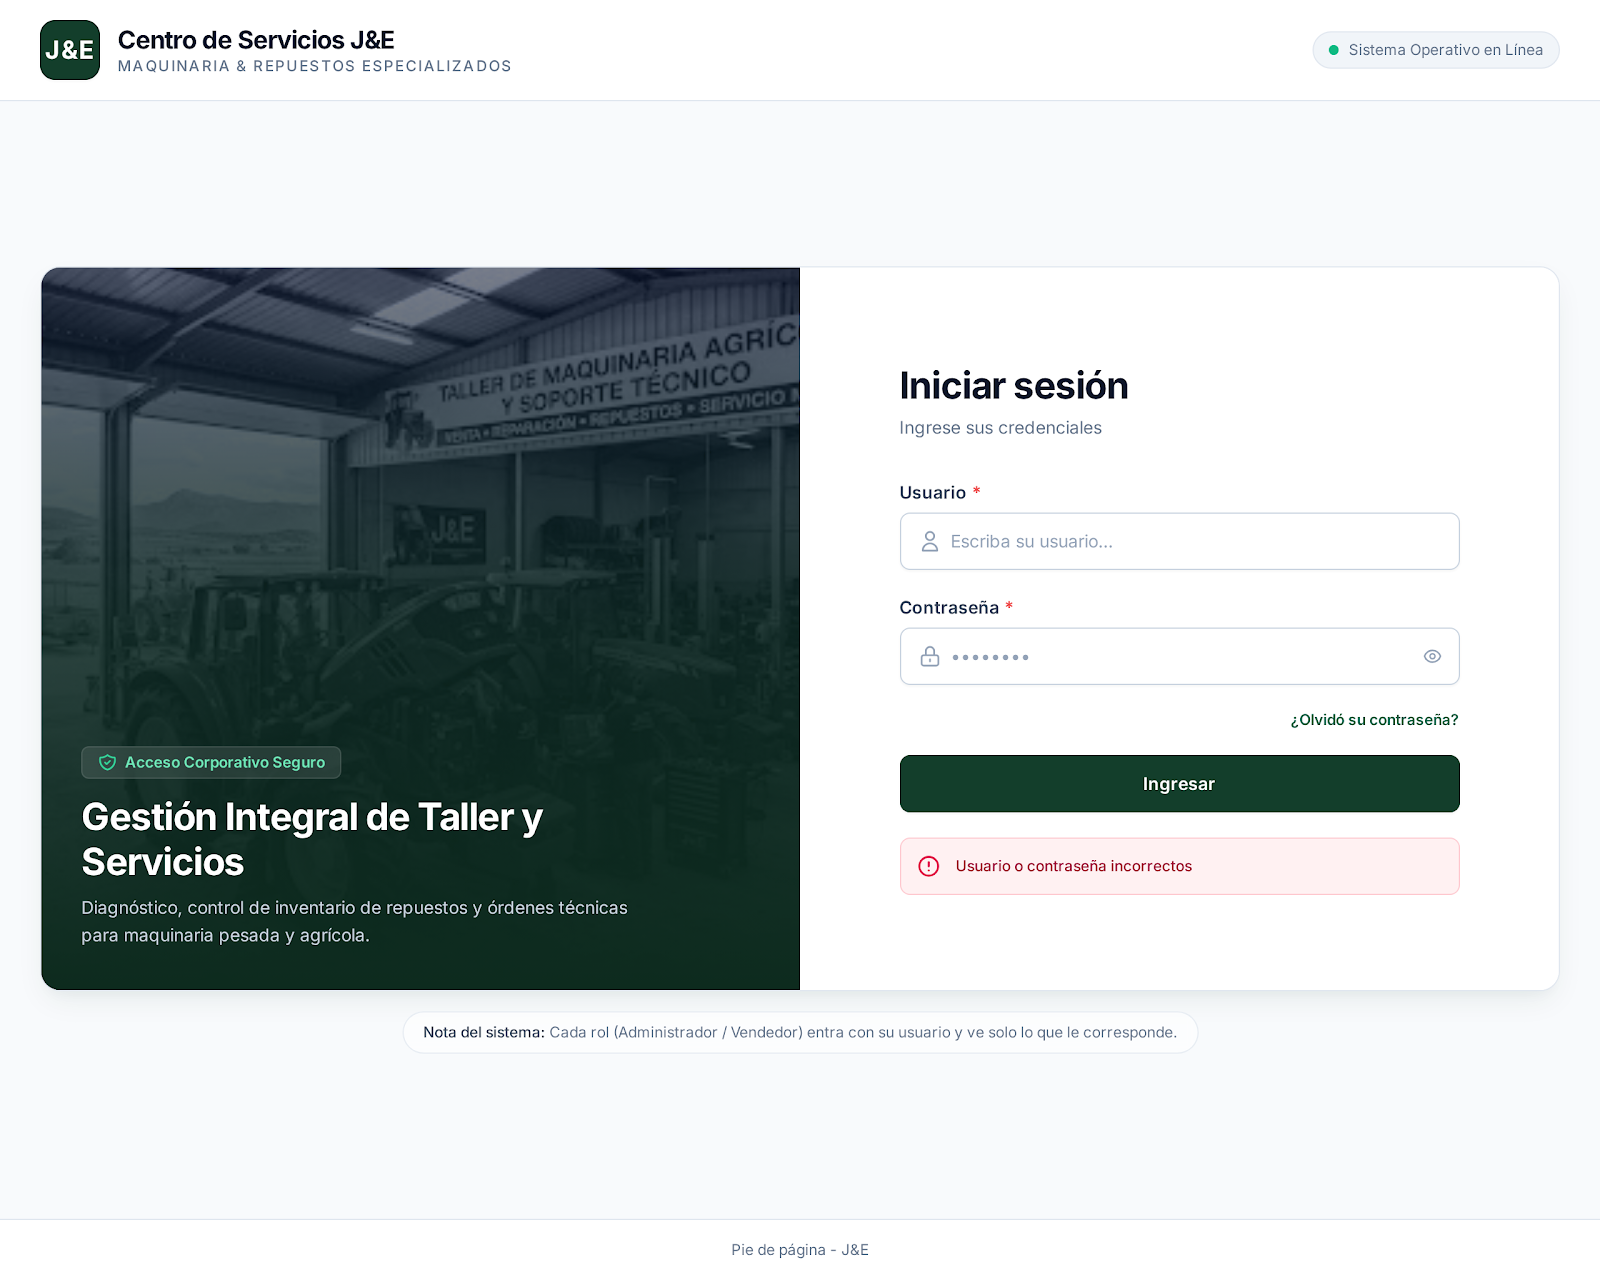 J&E
Centro de Servicios J&E
MAQUINARIA & REPUESTOS ESPECIALIZADOS
Sistema Operativo en Línea
TALLER DE MAQUINARIA AGRÍC
Y SOPORTE TÉCNICO
VENTA • REPARACIÓN • REPUESTOS • SERVICIO
J&E
Acceso Corporativo Seguro
Gestión Integral de Taller y
Servicios
Diagnóstico, control de inventario de repuestos y órdenes técnicas
para maquinaria pesada y agrícola.
Iniciar sesión
Ingrese sus credenciales
Usuario *
Escriba su usuario...
Contraseña *
••••••••
¿Olvidó su contraseña?
Ingresar
Usuario o contraseña incorrectos
Nota del sistema: Cada rol (Administrador / Vendedor) entra con su usuario y ve solo lo que le corresponde.
Pie de página - J&E